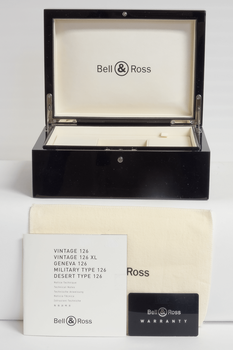 Bell & Ross
VINTAGE 126
VINTAGE 126 XL
GENEVA 126
MILITARY TYPE 126
DESERT TYPE 126
Bell & Ross
Ross
Bell & Ross
WARRANTY